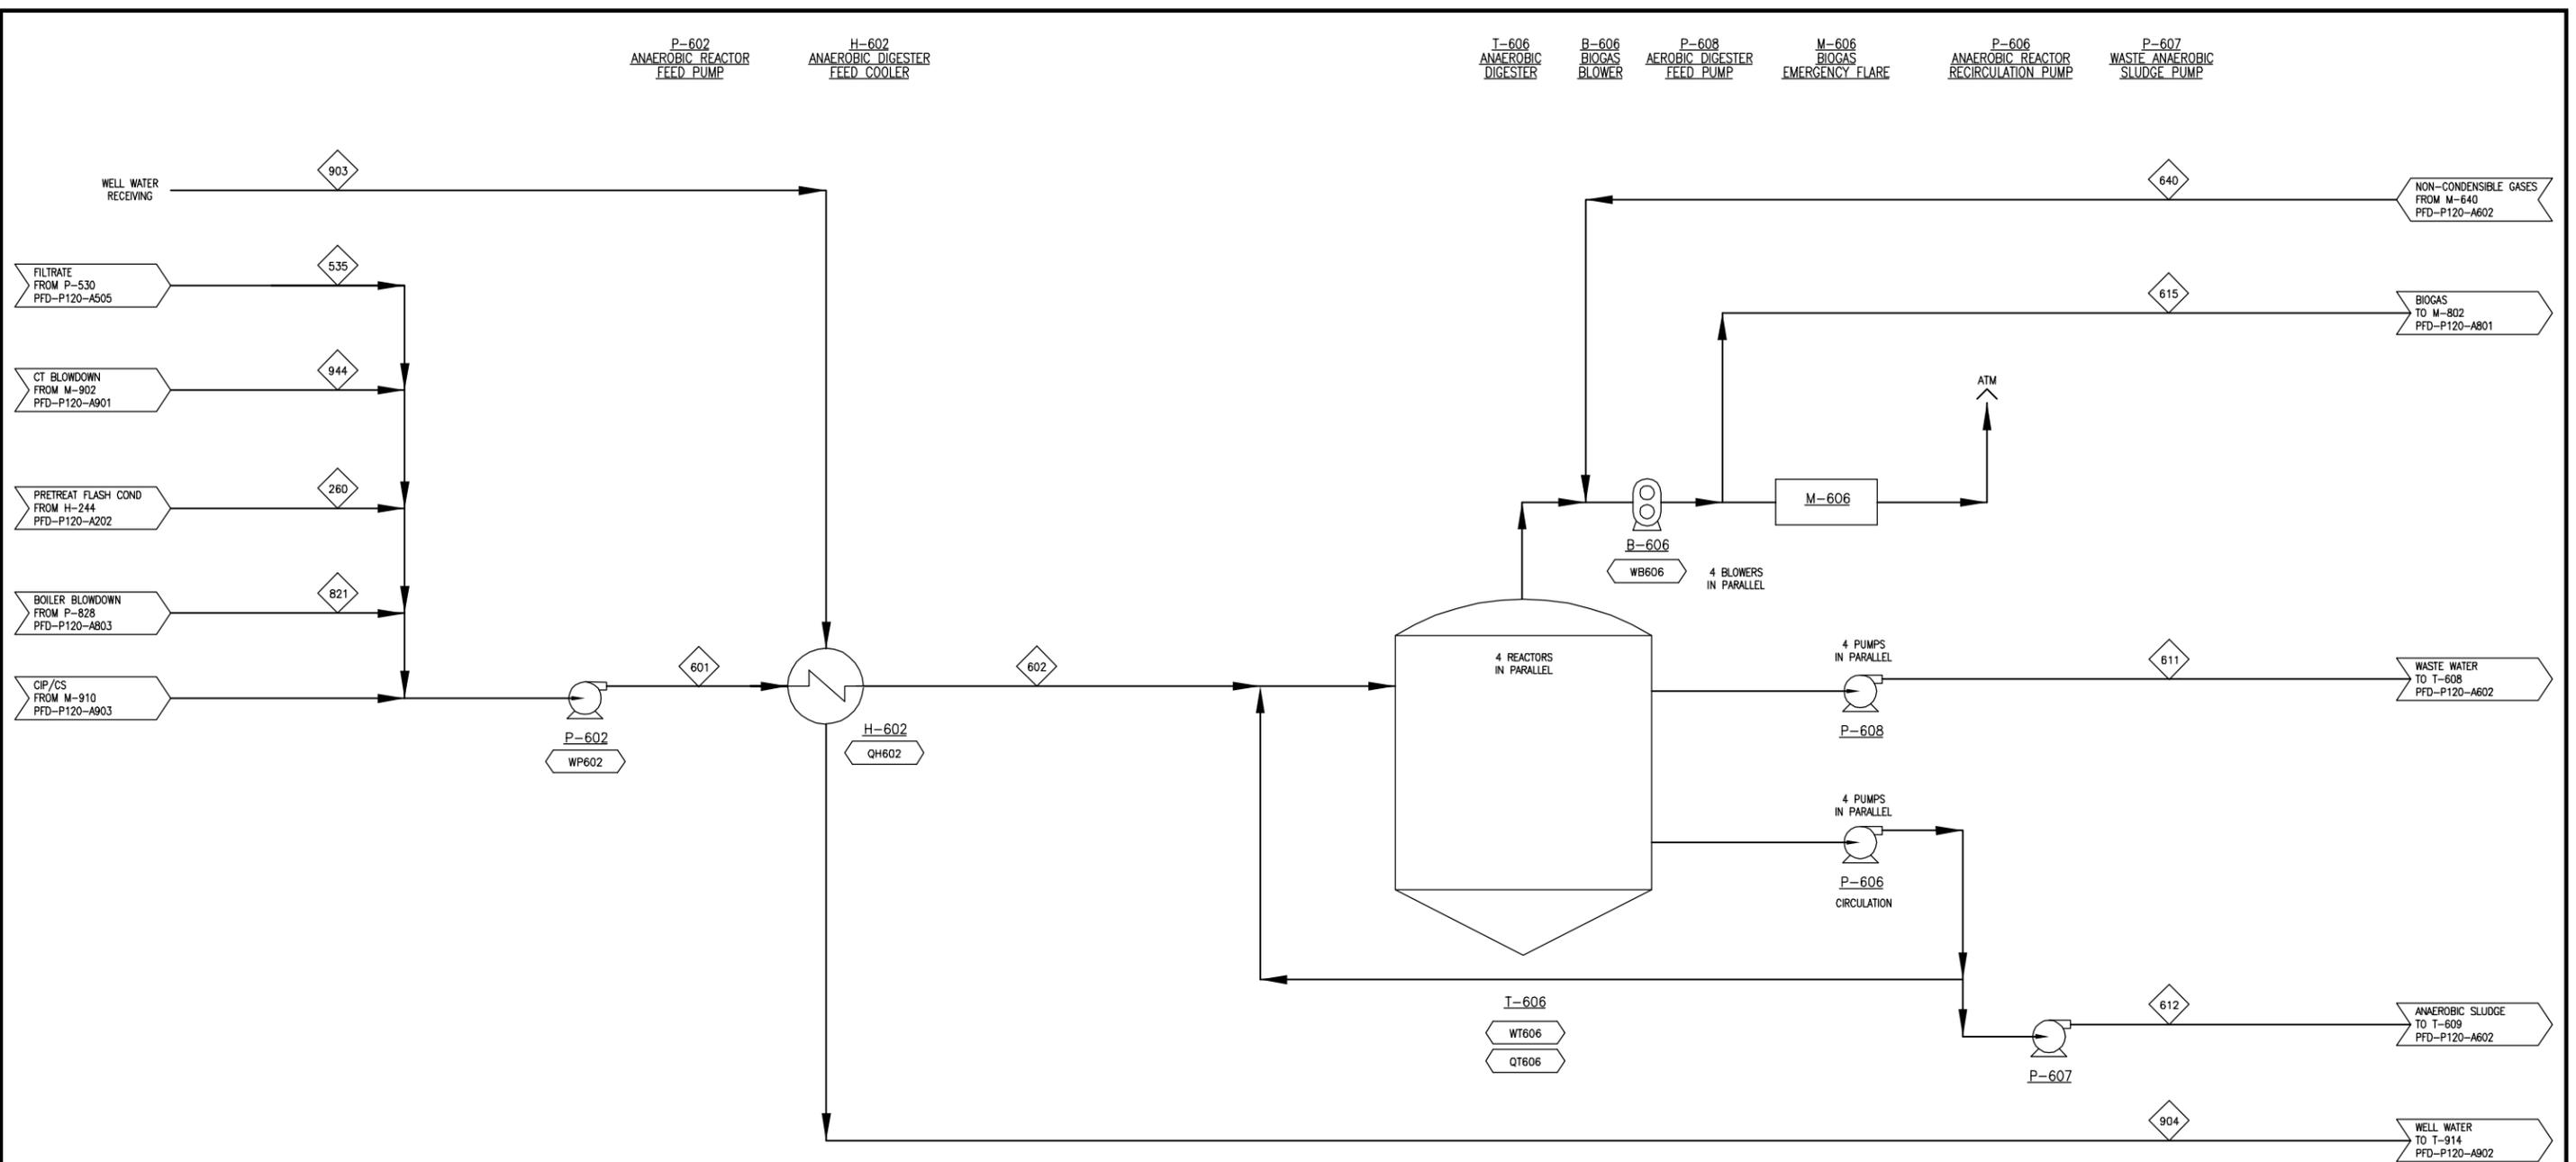 P-602
ANAEROBIC REACTOR
FEED PUMP
H-602
ANAEROBIC DIGESTER
FEED COOLER
T-606
ANAEROBIC
DIGESTER
B-606
BIOGAS
BLOWER
P-608
AEROBIC DIGESTER
FEED PUMP
M-606
BIOGAS
EMERGENCY FLARE
P-606
ANAEROBIC REACTOR
RECIRCULATION PUMP
P-607
WASTE ANAEROBIC
SLUDGE PUMP
WELL WATER
RECEIVING
903
640
NON-CONDENSIBLE GASES
FROM M-640
PFD-P120-A602
FILTRATE
FROM P-530
PFD-P120-A505
535
615
BIOGAS
TO M-802
PFD-P120-A801
CT BLOWDOWN
FROM M-902
PFD-P120-A901
944
ATM
PRETREAT FLASH COND
FROM H-244
PFD-P120-A202
260
M-606
B-606
WB606
4 BLOWERS
IN PARALLEL
BOILER BLOWDOWN
FROM P-828
PFD-P120-A803
821
CIP/CS
FROM M-910
PFD-P120-A903
601
602
4 REACTORS
IN PARALLEL
4 PUMPS
IN PARALLEL
611
WASTE WATER
TO T-608
PFD-P120-A602
P-602
WP602
H-602
QH602
P-608
4 PUMPS
IN PARALLEL
P-606
CIRCULATION
T-606
WT606
QT606
612
ANAEROBIC SLUDGE
TO T-609
PFD-P120-A602
P-607
904
WELL WATER
TO T-914
PFD-P120-A902